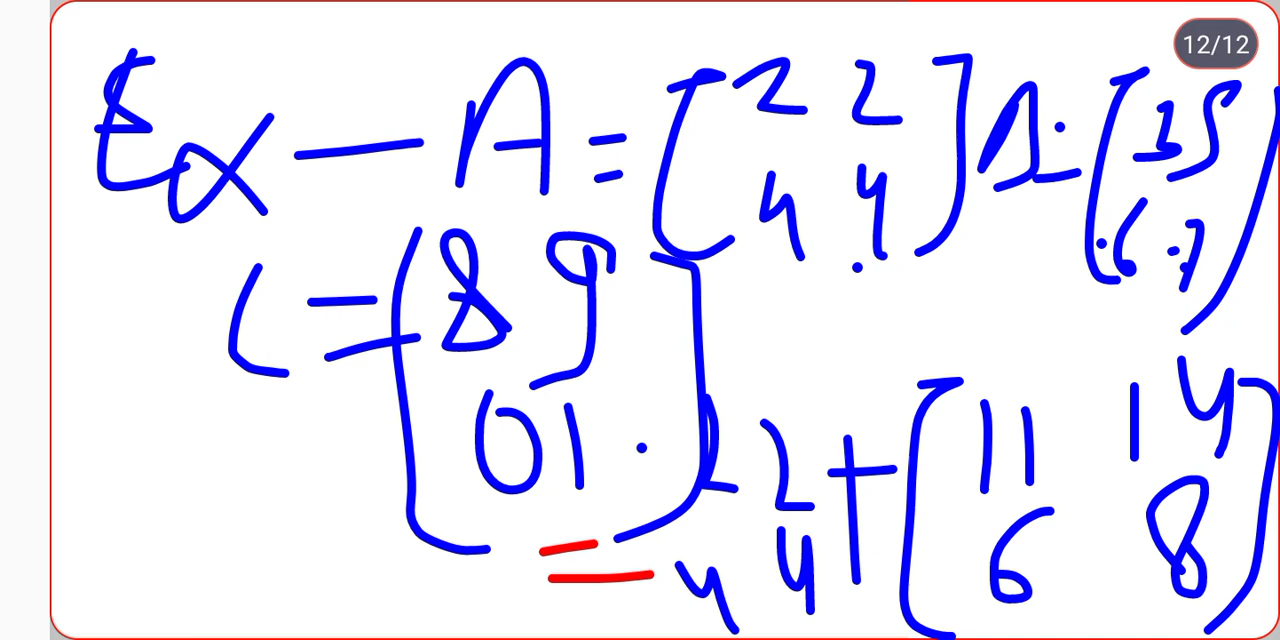 12/12
Ex — A = [ 2 2 ] B = [ 3 5 ]
4 4 6 7
C = [ 8 9 ]
0 1
= 2 2 + [ 11 14 ]
4 4 6 8